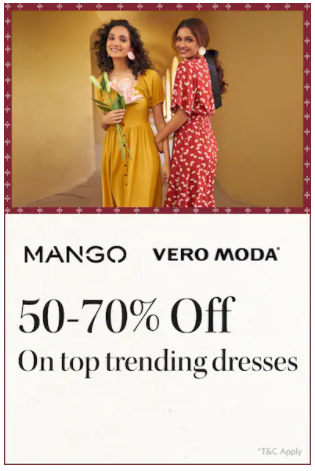 MANGO VERO MODA
50-70% Off
On top trending dresses
*T&C Apply